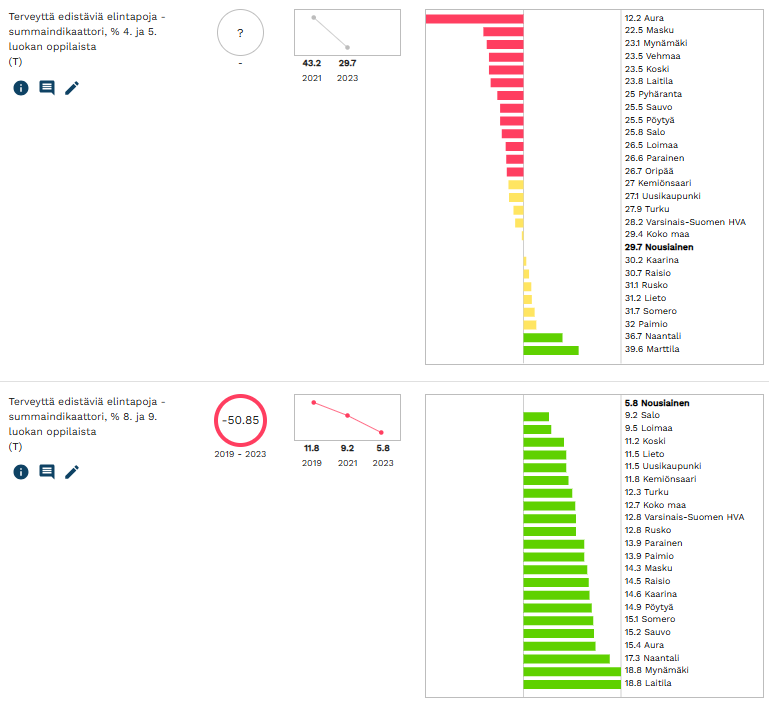 Terveyttä edistäviä elintapoja -
summaindikaattori, % 4. ja 5.
luokan oppilaista
(T)
?
-
43.2 29.7
2021 2023
12.2 Aura
22.5 Masku
23.1 Mynämäki
23.5 Vehmaa
23.5 Koski
23.8 Laitila
25 Pyhäranta
25.5 Sauvo
25.5 Pöytyä
25.8 Salo
26.5 Loimaa
26.6 Parainen
26.7 Oripää
27 Kemiönsaari
27.1 Uusikaupunki
27.9 Turku
28.2 Varsinais-Suomen HVA
29.4 Koko maa
29.7 Nousiainen
30.2 Kaarina
30.7 Raisio
31.1 Rusko
31.2 Lieto
31.7 Somero
32 Paimio
36.7 Naantali
39.6 Marttila
Terveyttä edistäviä elintapoja -
summaindikaattori, % 8. ja 9.
luokan oppilaista
(T)
-50.85
2019 - 2023
11.8 9.2 5.8
2019 2021 2023
5.8 Nousiainen
9.2 Salo
9.5 Loimaa
11.2 Koski
11.5 Lieto
11.5 Uusikaupunki
11.8 Kemiönsaari
12.3 Turku
12.7 Koko maa
12.8 Varsinais-Suomen HVA
12.8 Rusko
13.9 Parainen
13.9 Paimio
14.3 Masku
14.5 Raisio
14.6 Kaarina
14.9 Pöytyä
15.1 Somero
15.2 Sauvo
15.4 Aura
17.3 Naantali
18.8 Mynämäki
18.8 Laitila